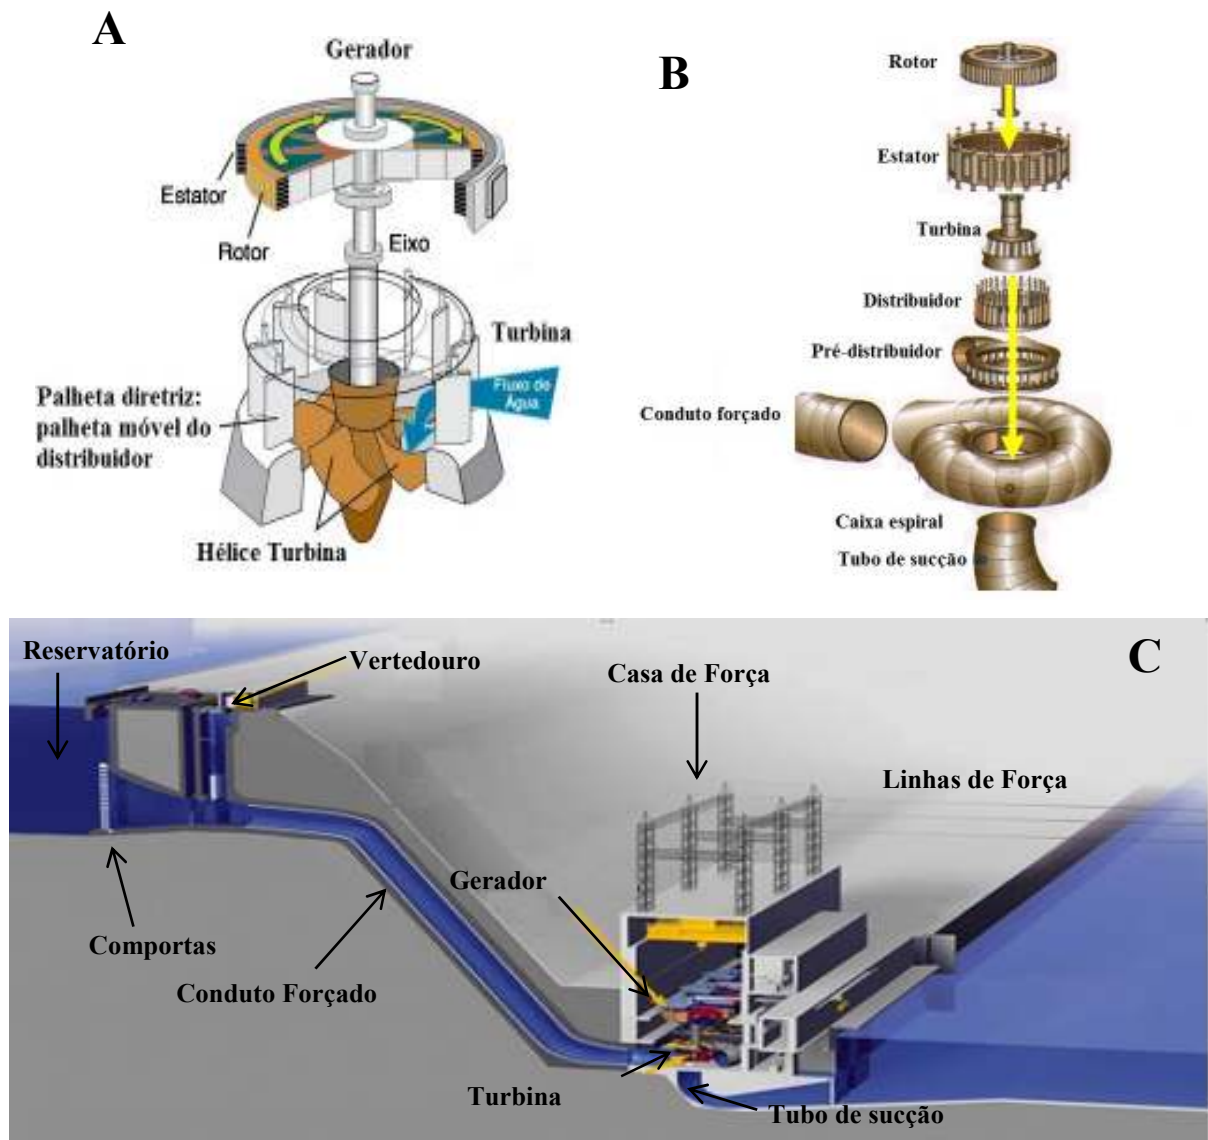 A
Gerador
Estator
Rotor
Eixo
Turbina
Fluxo de
Água
Palheta diretriz:
palheta móvel do
distribuidor
Hélice Turbina
B
Rotor
Estator
Turbina
Distribuidor
Pré-distribuidor
Conduto forçado
Caixa espiral
Tubo de sucção
C
Reservatório
Vertedouro
Casa de Força
Linhas de Força
Gerador
Comportas
Conduto Forçado
Turbina
Tubo de sucção